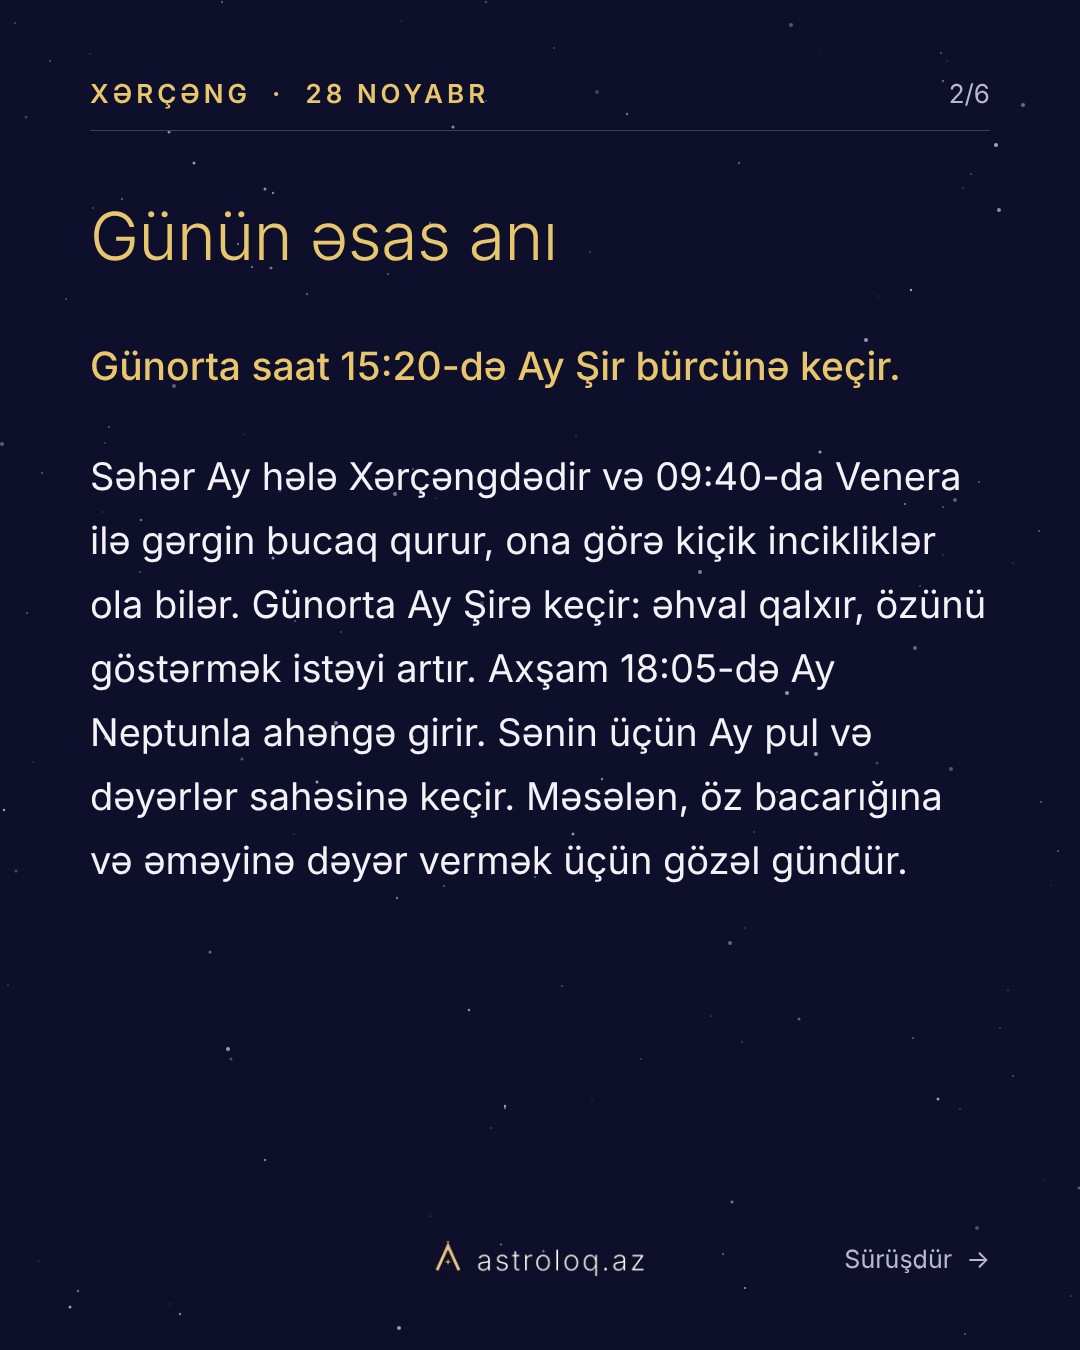 XƏRÇƏNG · 28 NOYABR 2/6
Günün əsas anı
Günorta saat 15:20-də Ay Şir bürcünə keçir.
Səhər Ay hələ Xərçəngdədir və 09:40-da Venera
ilə gərgin bucaq qurur, ona görə kiçik incikliklər
ola bilər. Günorta Ay Şirə keçir: əhval qalxır, özünü
göstərmək istəyi artır. Axşam 18:05-də Ay
Neptunla ahəngə girir. Sənin üçün Ay pul və
dəyərlər sahəsinə keçir. Məsələn, öz bacarığına
və əməyinə dəyər vermək üçün gözəl gündür.
astroloq.az
Sürüşdür →